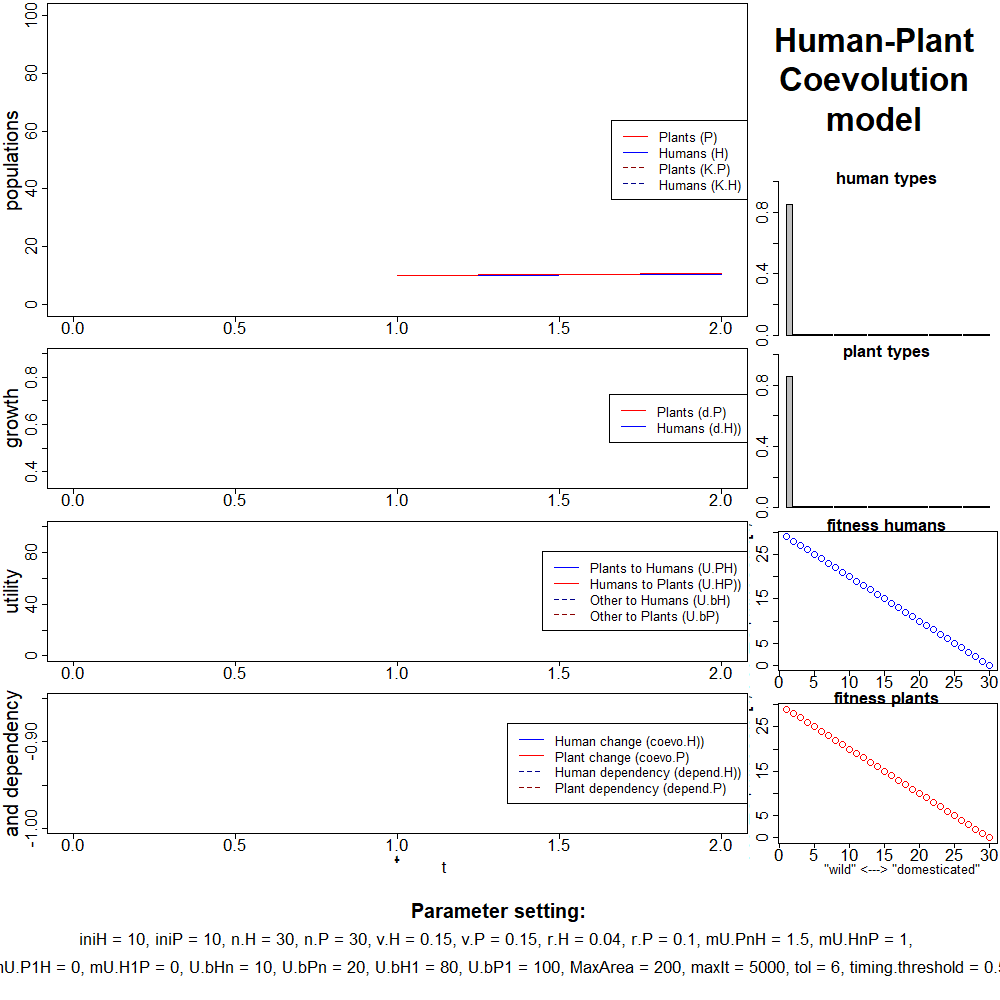 Human-Plant
Coevolution
model
populations
100
80
60
40
20
0
0.0 0.5 1.0 1.5 2.0
Plants (P)
Humans (H)
Plants (K.P)
Humans (K.H)
human types
0.8
0.4
0.0
growth
0.8
0.6
0.4
0.0 0.5 1.0 1.5 2.0
Plants (d.P)
Humans (d.H))
plant types
0.8
0.4
0.0
utility
80
40
0
0.0 0.5 1.0 1.5 2.0
Plants to Humans (U.PH)
Humans to Plants (U.HP))
Other to Humans (U.bH)
Other to Plants (U.bP)
fitness humans
25
15
5
0
0 5 10 15 20 25 30
and dependency
-0.90
-1.00
0.0 0.5 1.0 1.5 2.0
t
Human change (coevo.H))
Plant change (coevo.P)
Human dependency (depend.H))
Plant dependency (depend.P)
fitness plants
25
15
5
0
0 5 10 15 20 25 30
"wild" <---> "domesticated"
Parameter setting:
iniH = 10, iniP = 10, n.H = 30, n.P = 30, v.H = 0.15, v.P = 0.15, r.H = 0.04, r.P = 0.1, mU.PnH = 1.5, mU.HnP = 1,
U.P1H = 0, mU.H1P = 0, U.bHn = 10, U.bPn = 20, U.bH1 = 80, U.bP1 = 100, MaxArea = 200, maxIt = 5000, tol = 6, timing.threshold = 0.